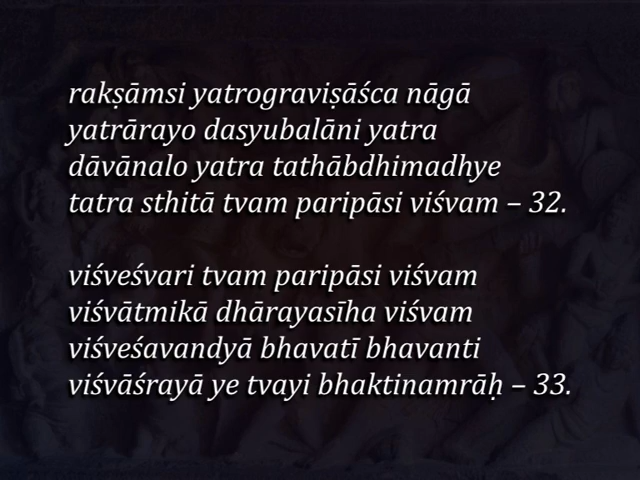 rakṣāmsi yatrograviṣāśca nāgā
yatrārayo dasyubalāni yatra
dāvānalo yatra tathābdhimadhye
tatra sthitā tvam paripāsi viśvam – 32.
viśveśvari tvam paripāsi viśvam
viśvātmikā dhārayasīha viśvam
viśveśavandyā bhavatī bhavanti
viśvāśrayā ye tvayi bhaktinamrāḥ – 33.